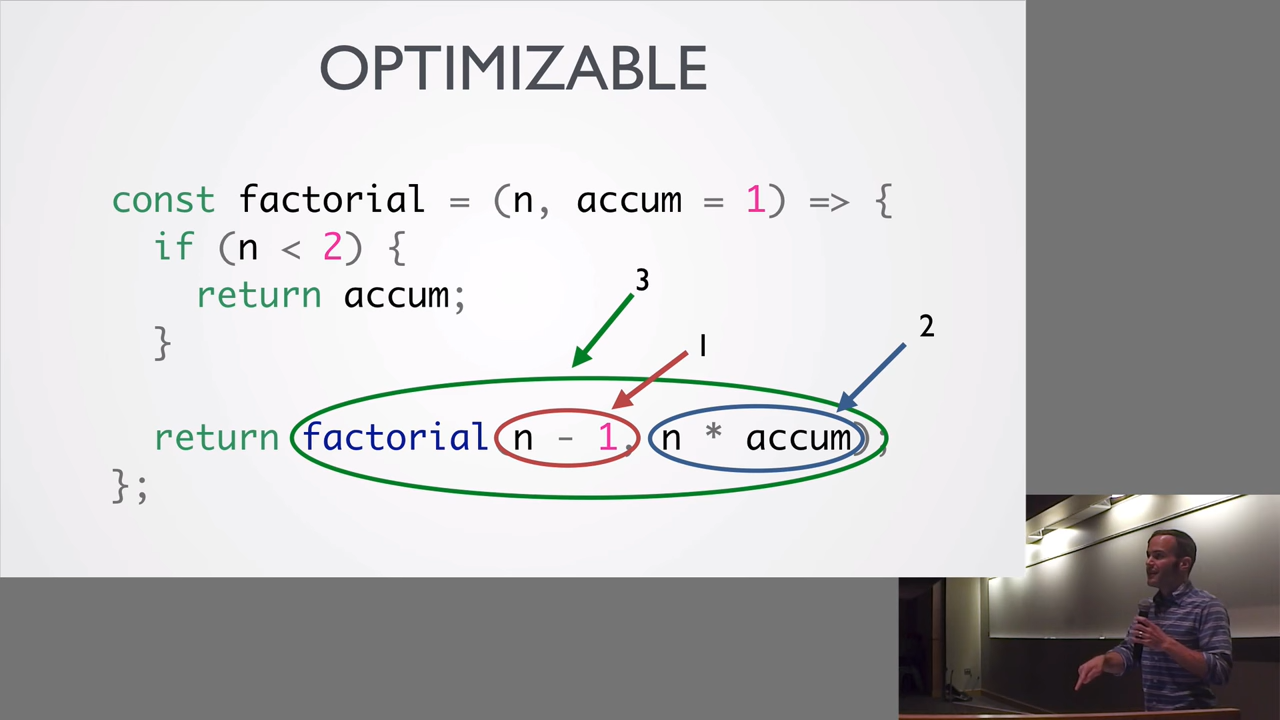 OPTIMIZABLE
const factorial = (n, accum = 1) => {
if (n < 2) {
return accum;
}
3
1
2
return factorial(n - 1, n * accum);
};